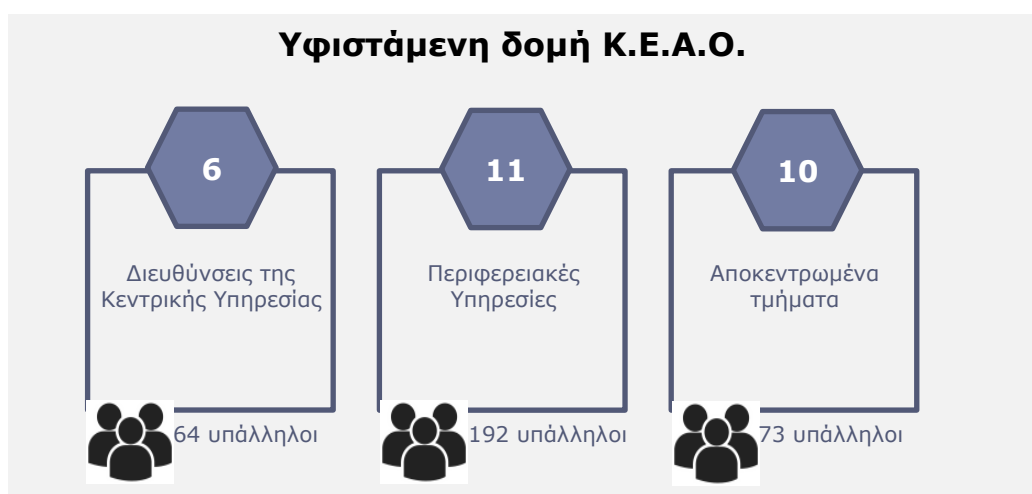 Υφιστάμενη δομή Κ.Ε.Α.Ο.
6
Διευθύνσεις της
Κεντρικής Υπηρεσίας
64 υπάλληλοι
11
Περιφερειακές
Υπηρεσίες
192 υπάλληλοι
10
Αποκεντρωμένα
τμήματα
73 υπάλληλοι